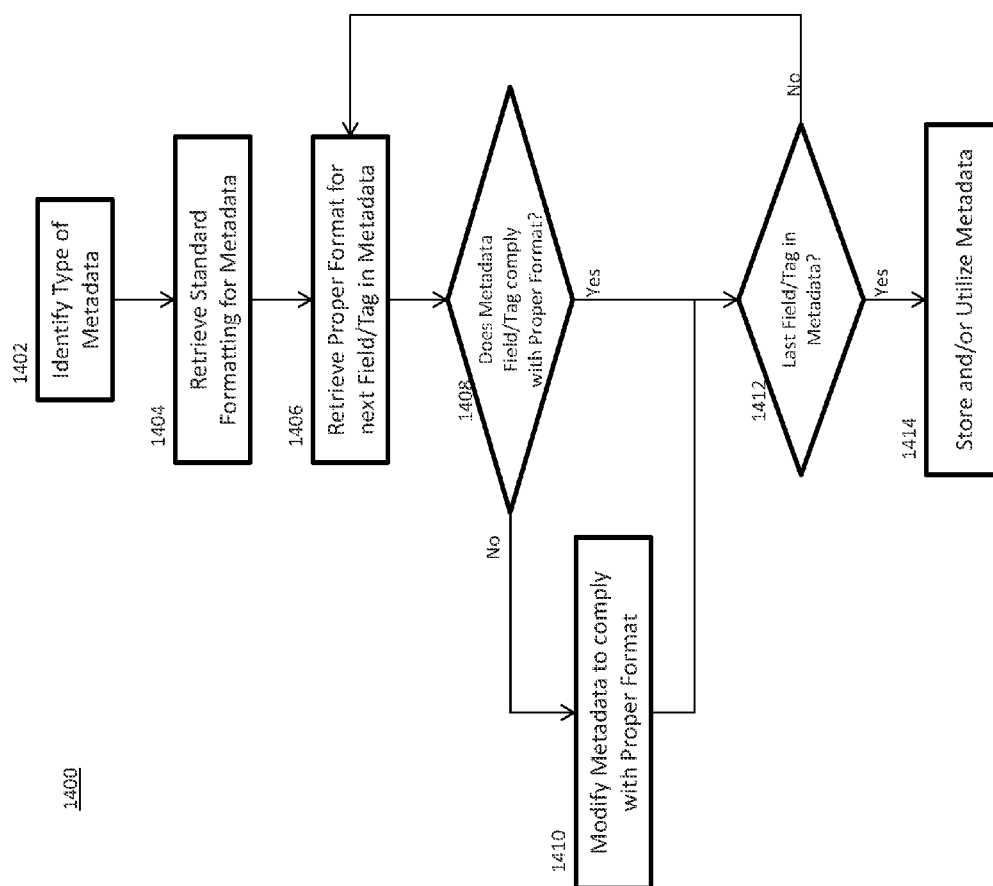 1400
1402
Identify Type of
Metadata
1404
Retrieve Standard
Formatting for Metadata
1406
Retrieve Proper Format for
next Field/Tag in Metadata
1408
Does Metadata
Field/Tag comply
with Proper Format?
No
Yes
1410
Modify Metadata to comply
with Proper Format
1412
Last Field/Tag in
Metadata?
No
Yes
1414
Store and/or Utilize Metadata